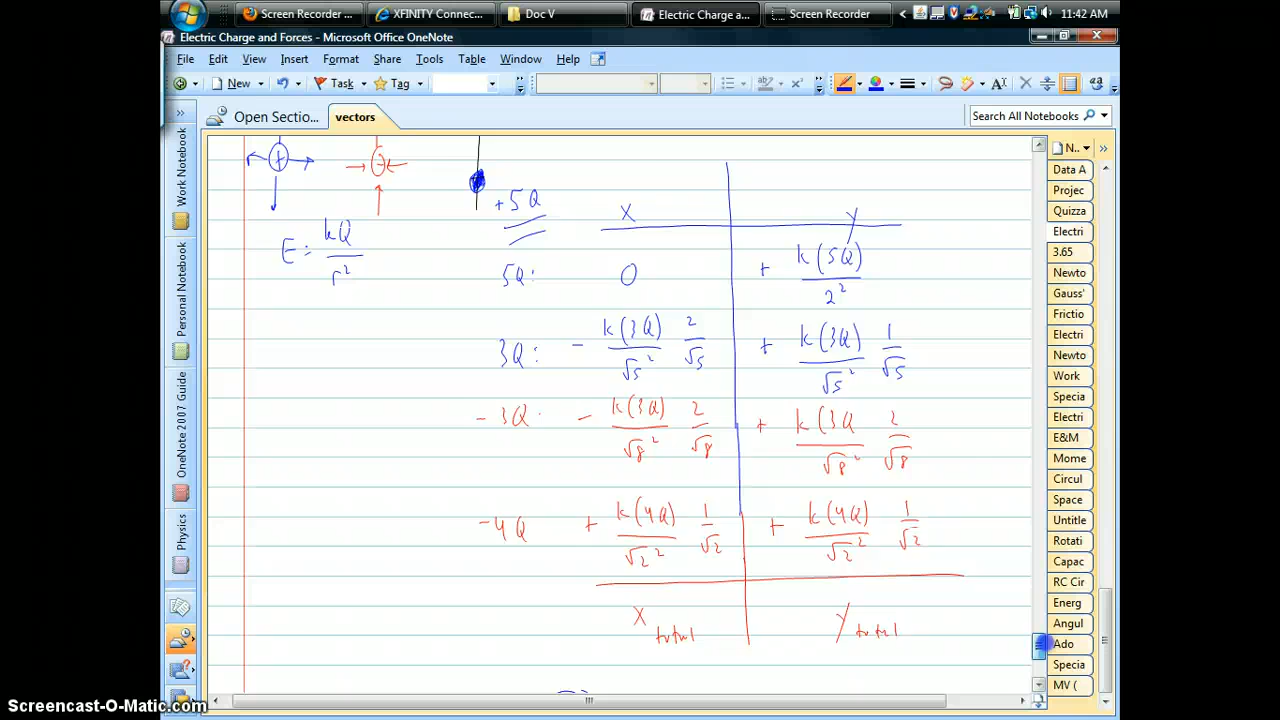 Screen Recorder ...
XFINITY Connec...
Doc V
Electric Charge a...
Screen Recorder
11:42 AM
Electric Charge and Forces - Microsoft Office OneNote
File Edit View Insert Format Share Tools Table Window Help
New Task Tag
Open Sectio...
vectors
Search All Notebooks
N..
Work Notebook
Personal Notebook
OneNote 2007 Guide
Physics
Data A
Projec
Quizza
Electri
3.65
Newto
Gauss'
Frictio
Electri
Newto
Work
Specia
Electri
E&M
Mome
Circul
Space
Untitle
Rotati
Capac
RC Cir
Energ
Angul
Ado
Specia
MV (
+ -
+5Q
E = kQ / r²
x y
5Q: 0 + k(5Q) / 2²
3Q: - k(3Q) / √5² 2/√5 + k(3Q) / √5² 1/√5
-3Q: - k(3Q) / √8² 2/√8 + k(3Q / √8² 2/√8
-4Q + k(4Q) / √2² 1/√2 + k(4Q) / √2² 1/√2
x total y total
Screencast-O-Matic.com